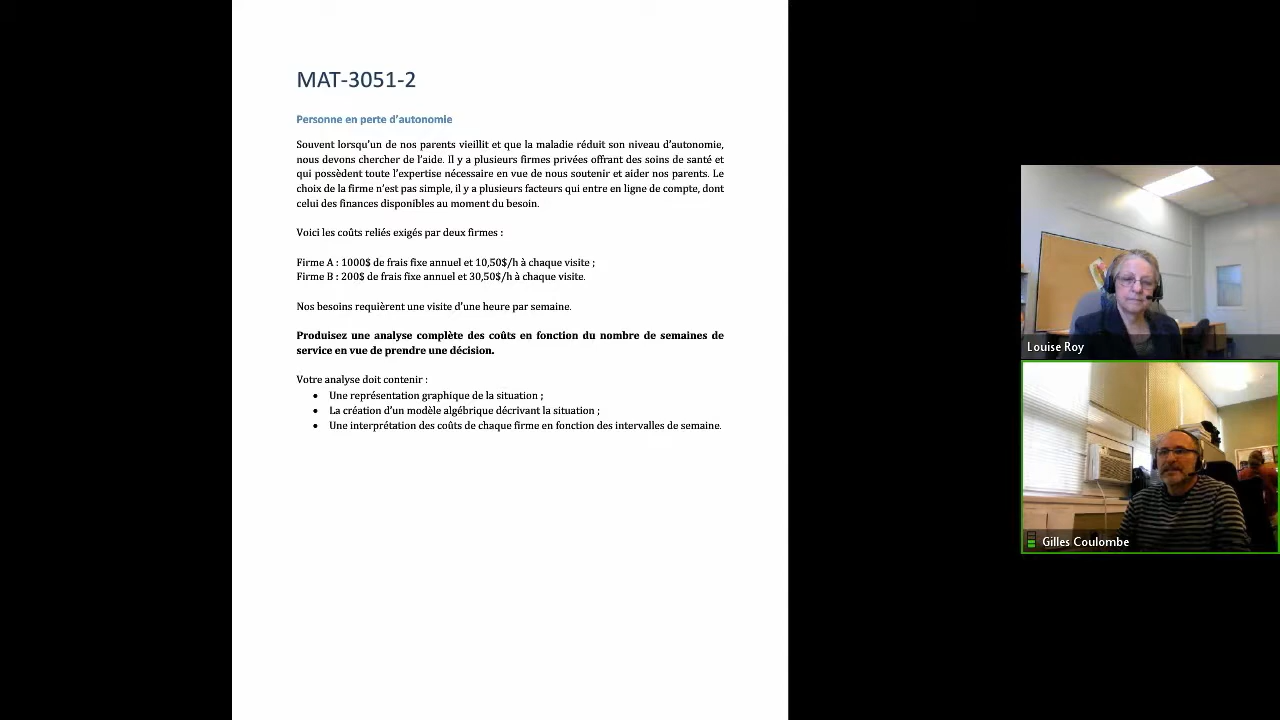 MAT-3051-2
Personne en perte d'autonomie
Souvent lorsqu'un de nos parents vieillit et que la maladie réduit son niveau d'autonomie,
nous devons chercher de l'aide. Il y a plusieurs firmes privées offrant des soins de santé et
qui possèdent toute l'expertise nécessaire en vue de nous soutenir et aider nos parents. Le
choix de la firme n'est pas simple, il y a plusieurs facteurs qui entre en ligne de compte, dont
celui des finances disponibles au moment du besoin.
Voici les coûts reliés exigés par deux firmes :
Firme A : 1000$ de frais fixe annuel et 10,50$/h à chaque visite ;
Firme B : 200$ de frais fixe annuel et 30,50$/h à chaque visite.
Nos besoins requièrent une visite d'une heure par semaine.
Produisez une analyse complète des coûts en fonction du nombre de semaines de
service en vue de prendre une décision.
Votre analyse doit contenir :
• Une représentation graphique de la situation ;
• La création d'un modèle algébrique décrivant la situation ;
• Une interprétation des coûts de chaque firme en fonction des intervalles de semaine.
Louise Roy
Gilles Coulombe